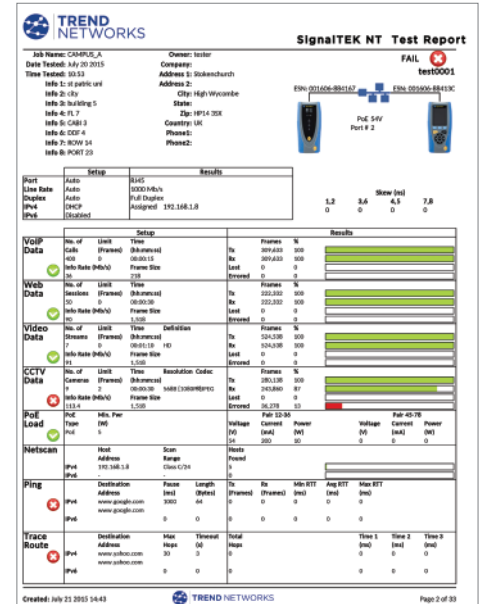 TREND
NETWORKS
SignalTEK NT Test Report
Job Name: CAMPUS_A Owner: tester FAIL
Date Tested: July 20 2015 Company: test0001
Time Tested: 10:53 Address 1: Stokenchurch
Info 1: st patric uni Address 2: ESN: 001606-884167 ESN: 001606-88413C
Info 2: city City: High Wycombe
Info 3: building 5 State:
Info 4: FL 7 Zip: HP14 3SX PoE 54V
Info 5: CABI 3 Country: UK Port # 2
Info 6: DDF 4 Phone1:
Info 7: ROW 14 Phone2:
Info 8: PORT 23
Setup Results
Port Auto RJ45
Line Rate Auto 1000 Mb/s Skew (ns)
Duplex Auto Full Duplex 1,2 3,6 4,5 7,8
IPv4 DHCP Assigned 192.168.1.8 0 0 0 0
IPv6 Disabled
Setup Results
VoIP No. of Limit Time Frames %
Data Calls (Frames) (hh:mm:ss) Tx 309,633 100
408 0 00:00:15 Rx 309,633 100
Info Rate (Mb/s) Frame Size Lost 0 0
36 218 Errored 0 0
Web No. of Limit Time Frames %
Data Sessions (Frames) (hh:mm:ss) Tx 222,332 100
50 0 00:00:30 Rx 222,332 100
Info Rate (Mb/s) Frame Size Lost 0 0
90 1,518 Errored 0 0
Video No. of Limit Time Definition Frames %
Data Streams (Frames) (hh:mm:ss) Tx 524,538 100
7 0 00:01:10 HD Rx 524,538 100
Info Rate (Mb/s) Frame Size Lost 0 0
91 1,518 Errored 0 0
CCTV No. of Limit Time Resolution Codec Frames %
Data Cameras (Frames) (hh:mm:ss) Tx 280,138 100
9 2 00:00:30 Rx 243,860 87
Info Rate (Mb/s) Frame Size Lost 0 0
113.4 1,518 Errored 36,278 13
PoE PoE Min. Pwr Pair 12-36 Pair 45-78
Load Type (W) Voltage Current Power Voltage Current Power
PoE 5 (V) (mA) (W) (V) (mA) (W)
54 200 10 0 0 0
Netscan Host Scan Hosts
Address Range Found
IPv4 192.168.1.8 Class C/24 5
IPv6 - -
Ping Destination Pause Length Tx Rx Min RTT Avg RTT Max RTT
Address (ms) (Bytes) (Frames) (Frames) (ms) (ms) (ms)
IPv4 www.google.com 1000 64 0 0 0 0 0
www.google.com
IPv6 0 0 0 0 0 0 0
Trace Destination Max Timeout Total Time 1 Time 2 Time 3
Route Address Hops (s) Hops (ms) (ms) (ms)
IPv4 www.yahoo.com 30 3 0 0 0 0
www.yahoo.com
IPv6 0 0 0 0 0 0
Created: July 21 2015 14:43 TREND NETWORKS Page 2 of 33